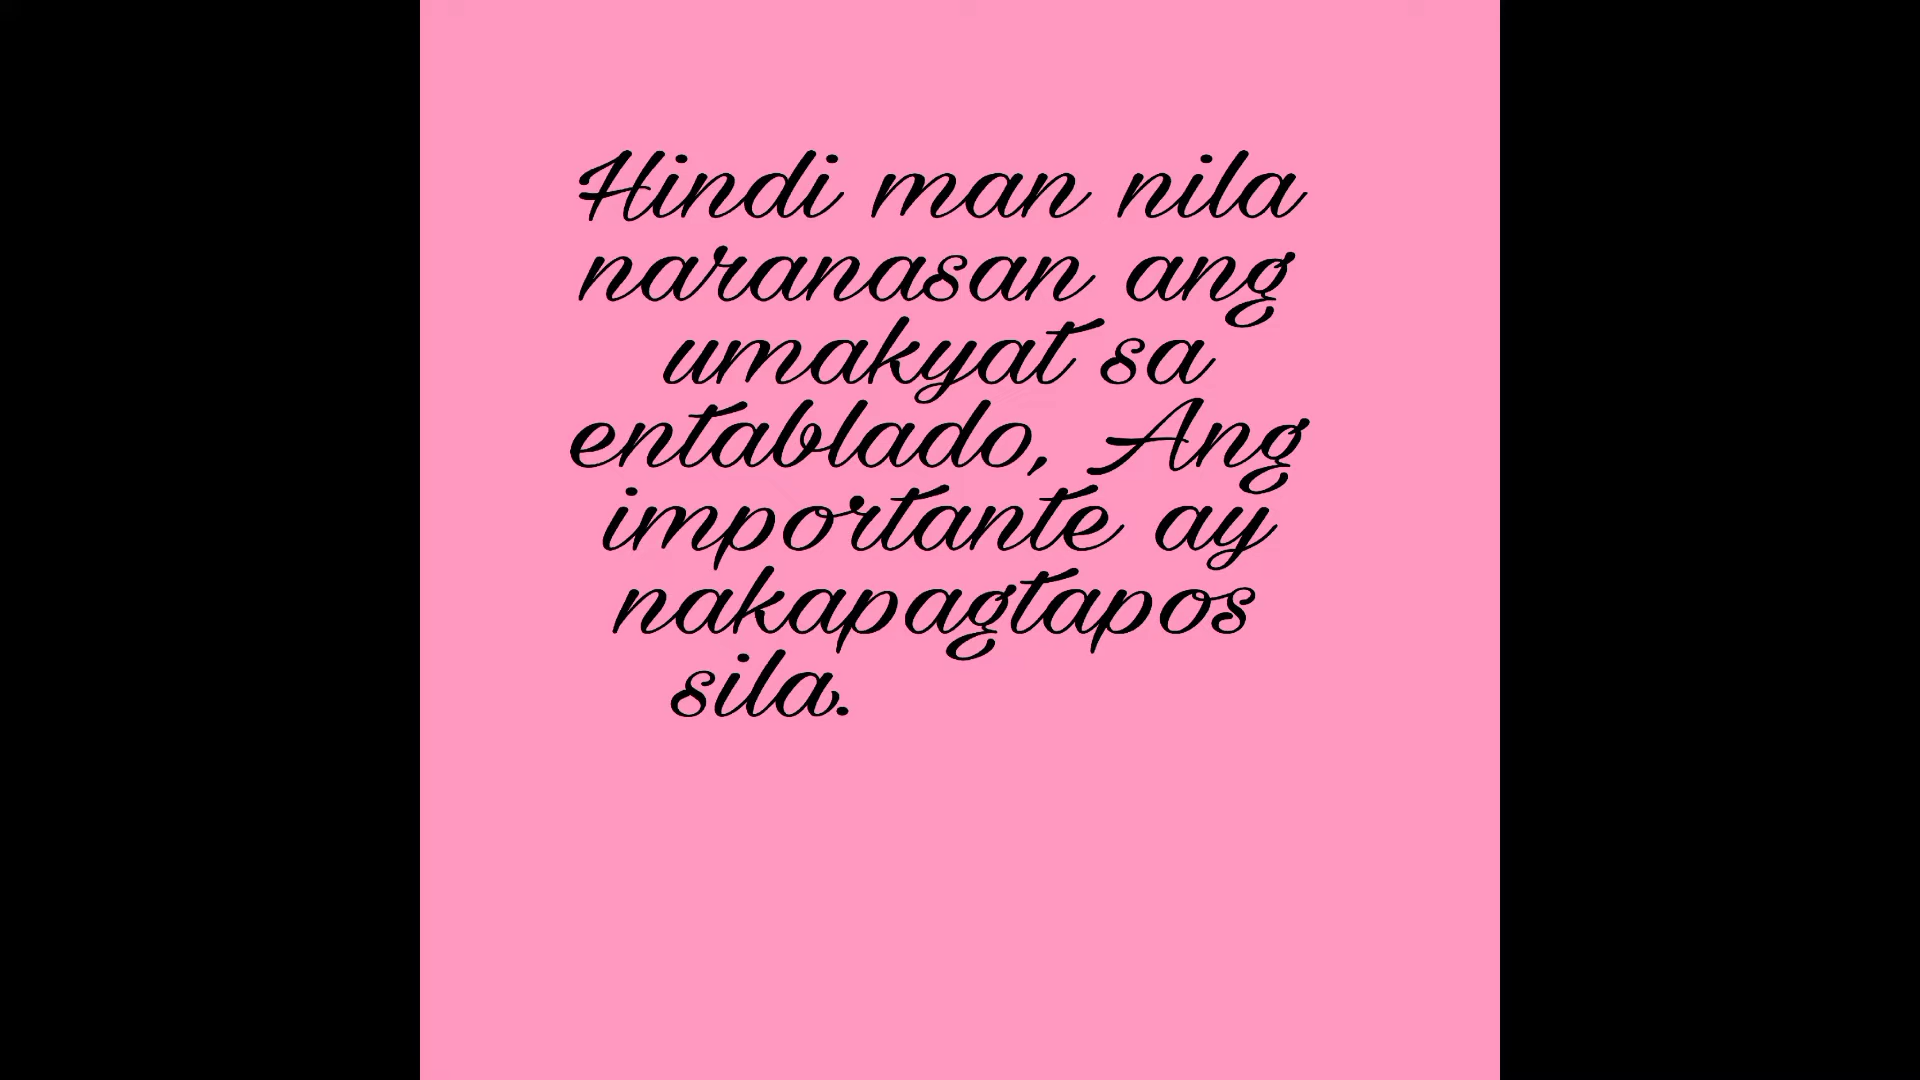 Hindi man nila
naranasan ang
umakyat sa
entablado, Ang
importante ay
nakapagtapos
sila.